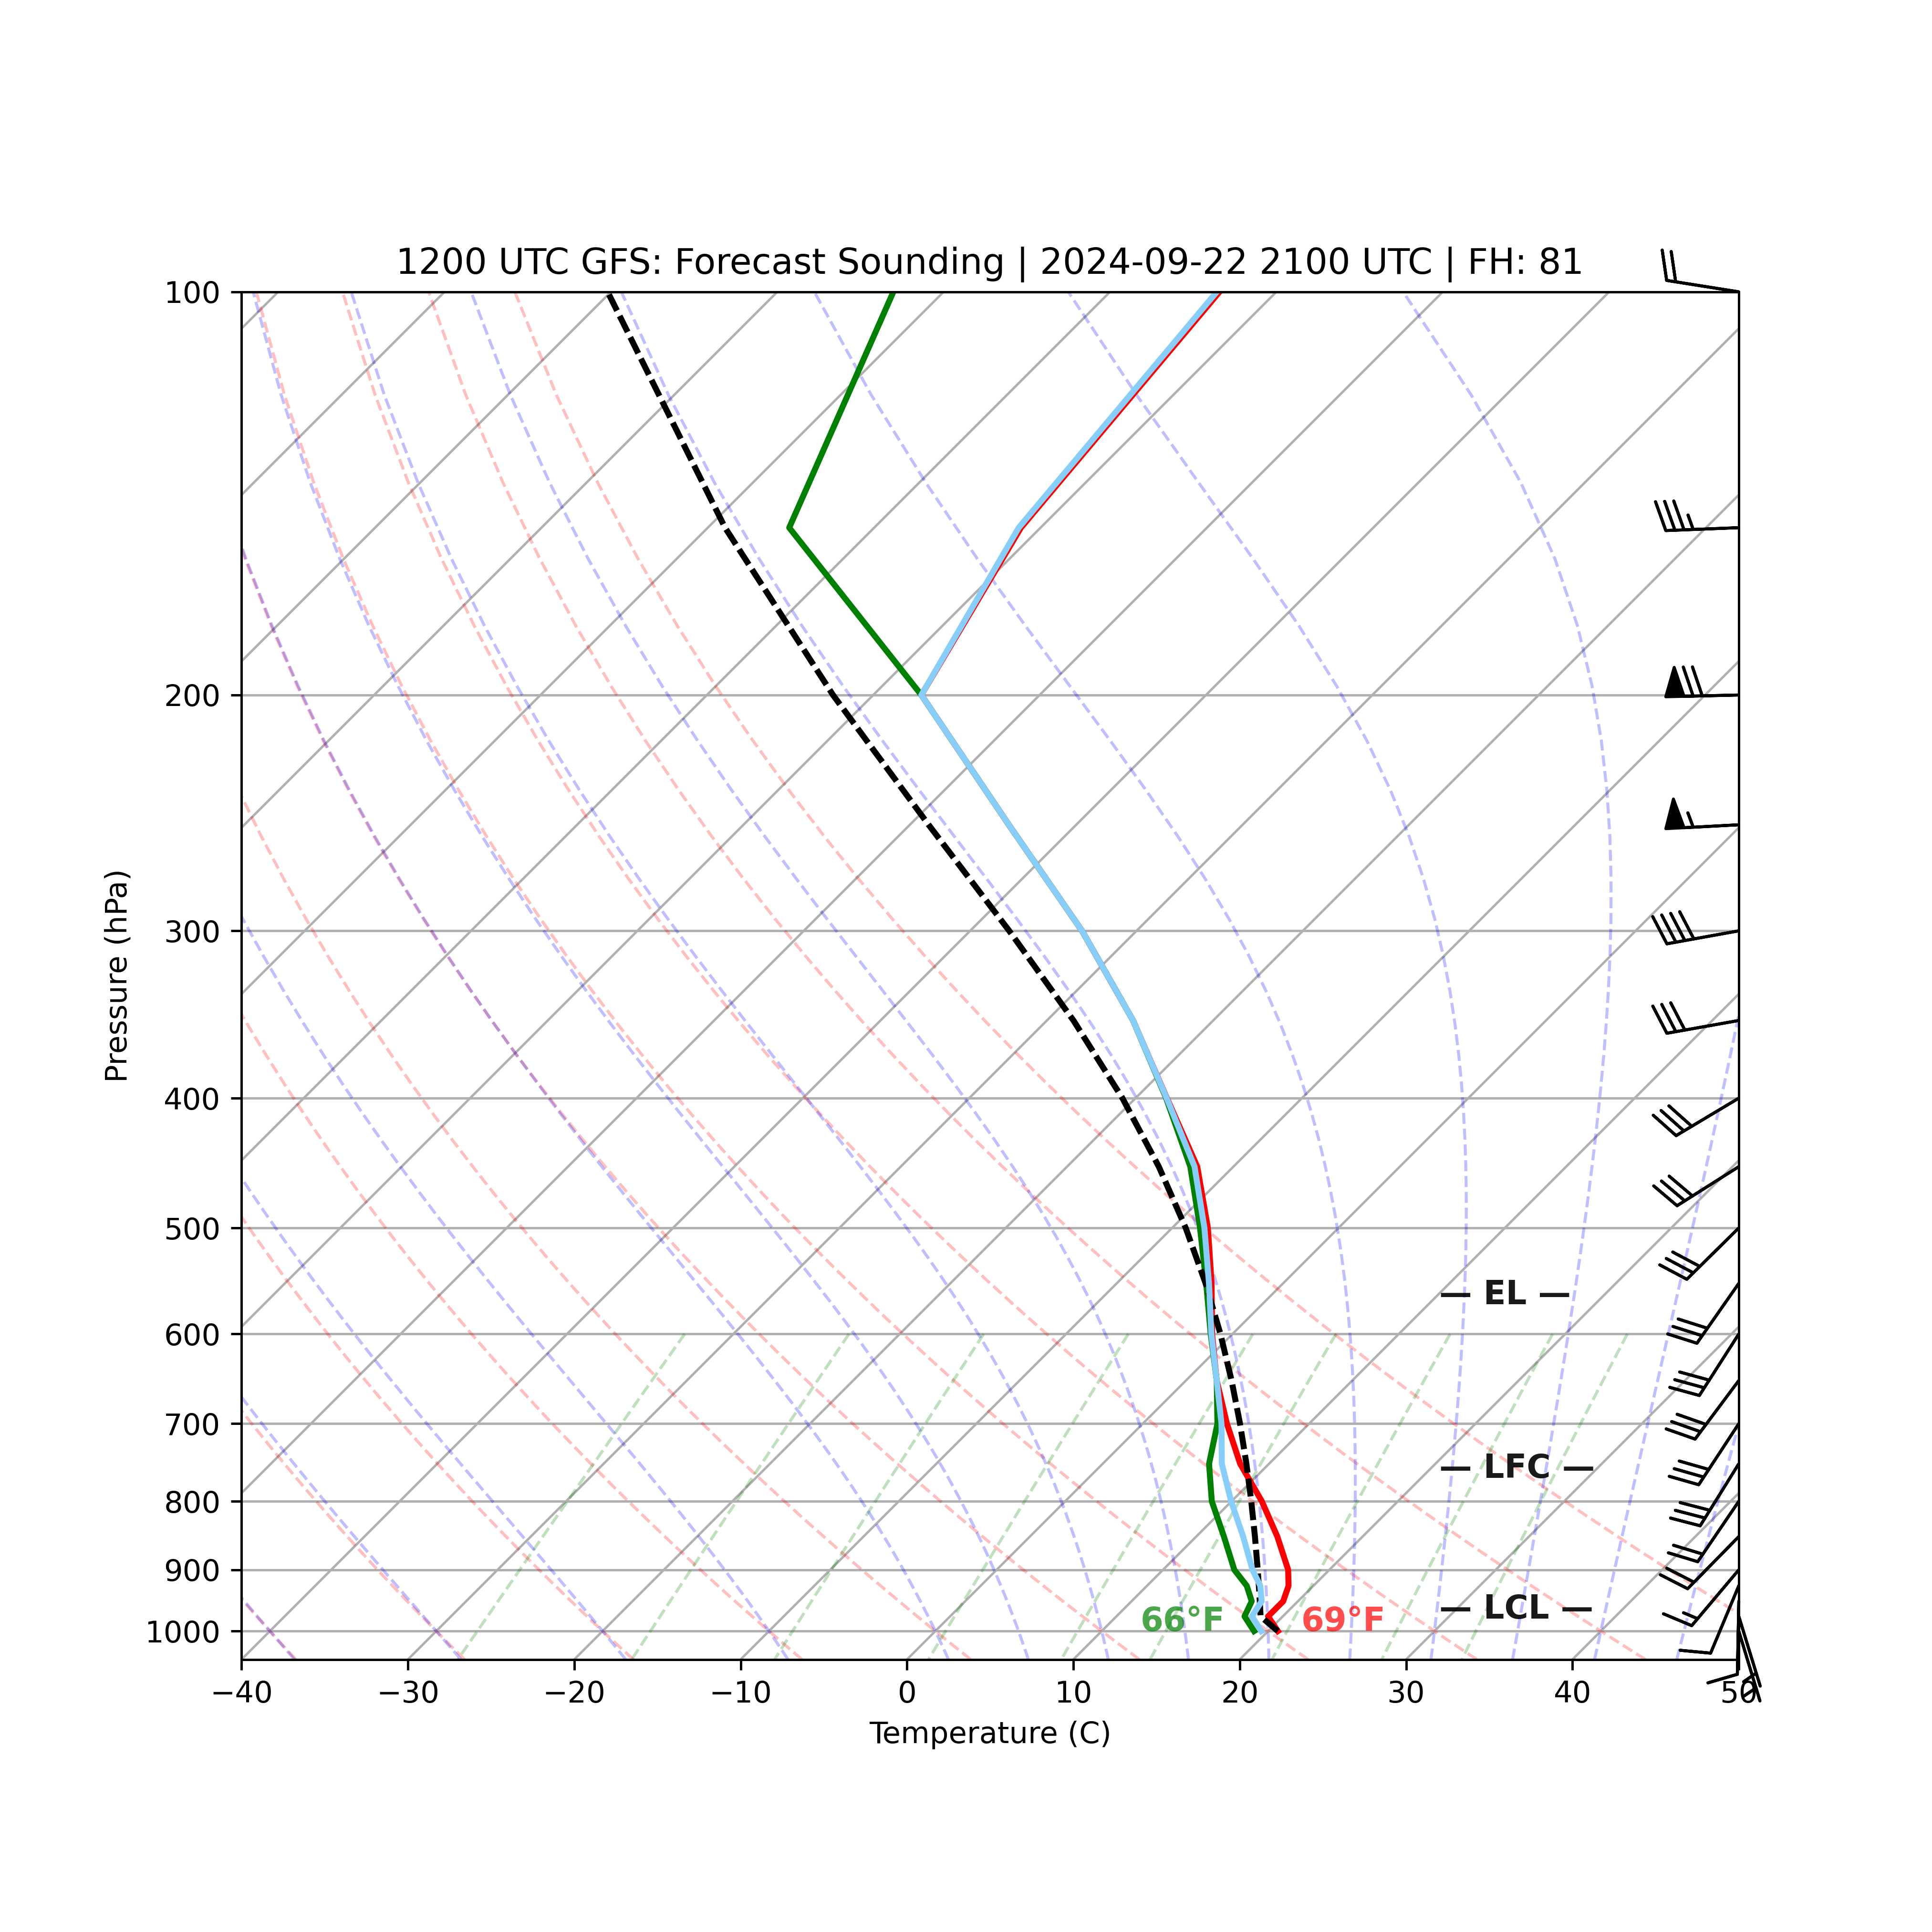 1200 UTC GFS: Forecast Sounding | 2024-09-22 2100 UTC | FH: 81
100
200
300
400
500
600
700
800
900
1000
Pressure (hPa)
— EL —
— LFC —
— LCL —
66°F
69°F
−40 −30 −20 −10 0 10 20 30 40 50
Temperature (C)